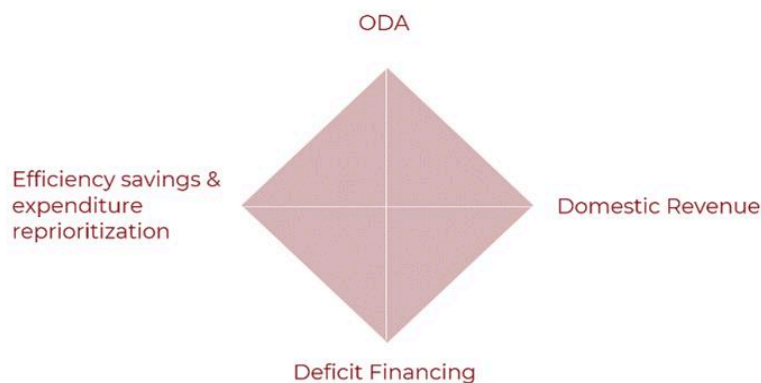 ODA
Efficiency savings &
expenditure
reprioritization
Domestic Revenue
Deficit Financing